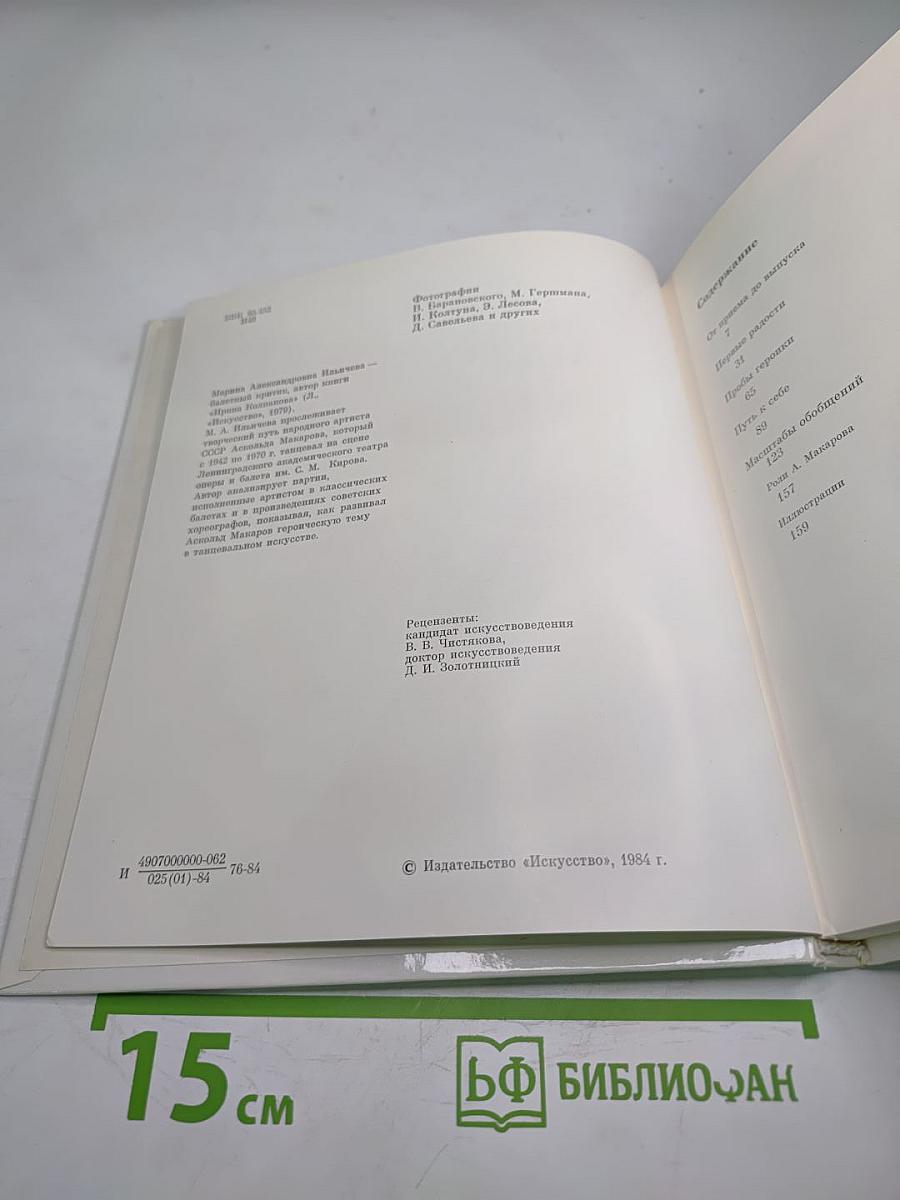 Фотографии
В. Барановского, М. Гершмана,
И. Колтуна, Э. Лесова,
Д. Савельева и других
Марина Александровна Ильичева —
балетный критик, автор книги
«Ирина Колпакова» (Л.,
«Искусство», 1979).
М. А. Ильичева прослеживает
творческий путь народного артиста
СССР Аскольда Макарова, который
с 1942 по 1970 г. танцевал на сцене
Ленинградского академического театра
оперы и балета им. С. М. Кирова.
Автор анализирует партии,
исполненные артистом в классических
балетах и в произведениях советских
хореографов, показывая, как развивал
Аскольд Макаров героическую тему
в танцевальном искусстве.
Рецензенты:
кандидат искусствоведения
В. В. Чистякова,
доктор искусствоведения
Д. И. Золотницкий
И 4907000000-062
025(01)-84 76-84
© Издательство «Искусство», 1984 г.
Содержание
От приема до выпуска
7
Первые радости
31
Пробы героики
65
Путь к себе
89
Масштабы обобщений
123
Роли А. Макарова
157
Иллюстрации
159
15 см
БФ БИБЛИОФАН